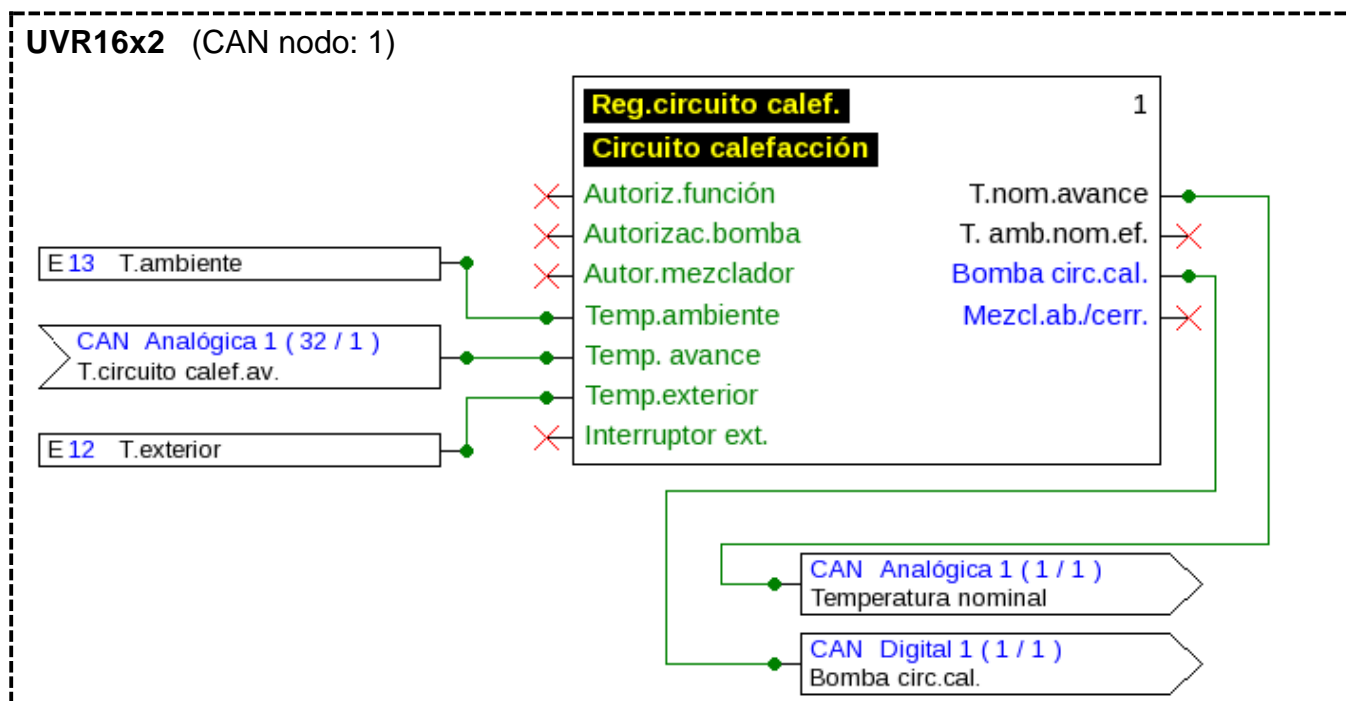 UVR16x2 (CAN nodo: 1)
Reg.circuito calef. 1
Circuito calefacción
Autoriz.función T.nom.avance
Autorizac.bomba T. amb.nom.ef.
E 13 T.ambiente
Autor.mezclador Bomba circ.cal.
Temp.ambiente Mezcl.ab./cerr.
CAN Analógica 1 ( 32 / 1 )
T.circuito calef.av.
Temp. avance
Temp.exterior
E 12 T.exterior
Interruptor ext.
CAN Analógica 1 ( 1 / 1 )
Temperatura nominal
CAN Digital 1 ( 1 / 1 )
Bomba circ.cal.